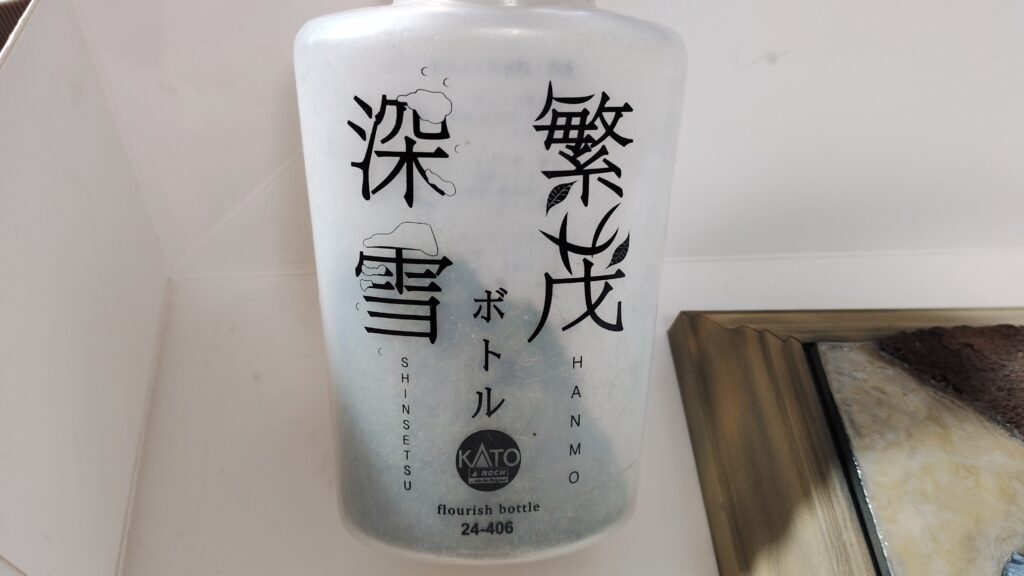 繁茂
HANMO
深雪
SHINSETSU
ボトル
KATO
NOCH
flourish bottle
24-406